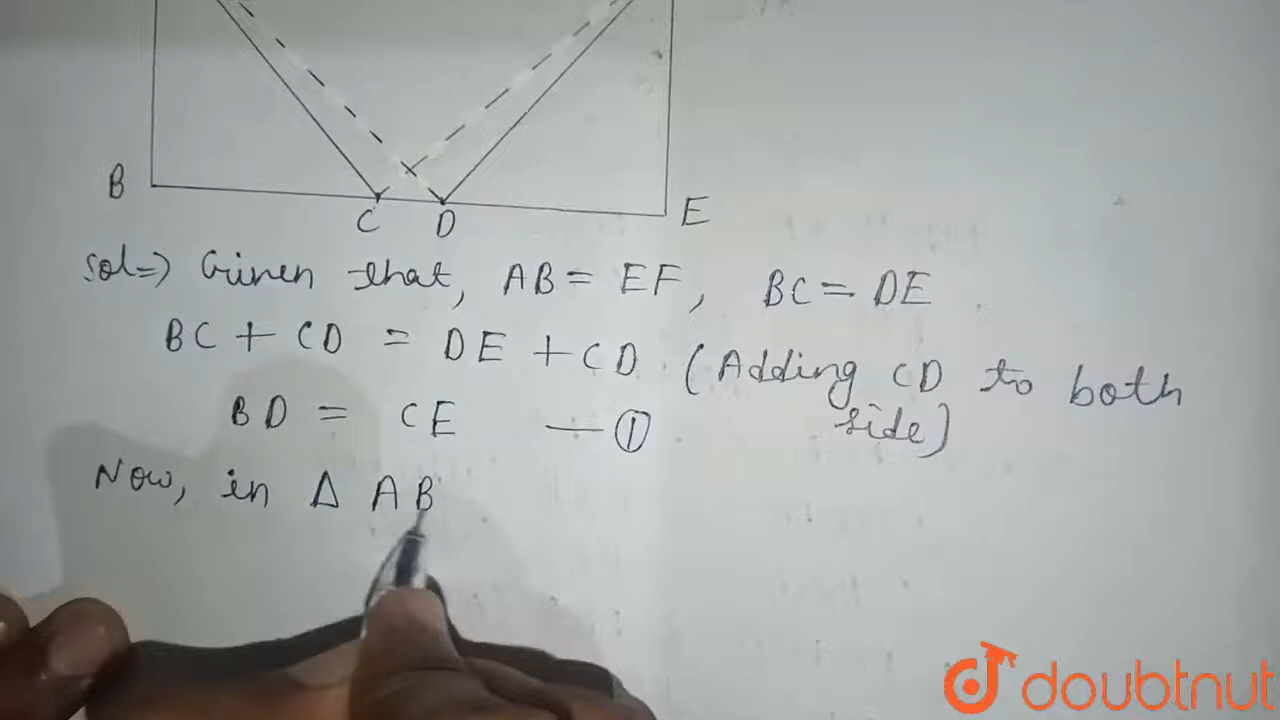 B
C D E
Sol⇒ Given that, AB = EF, BC = DE
BC + CD = DE + CD (Adding CD to both side)
BD = CE — ①
Now, in Δ AB
doubtnut